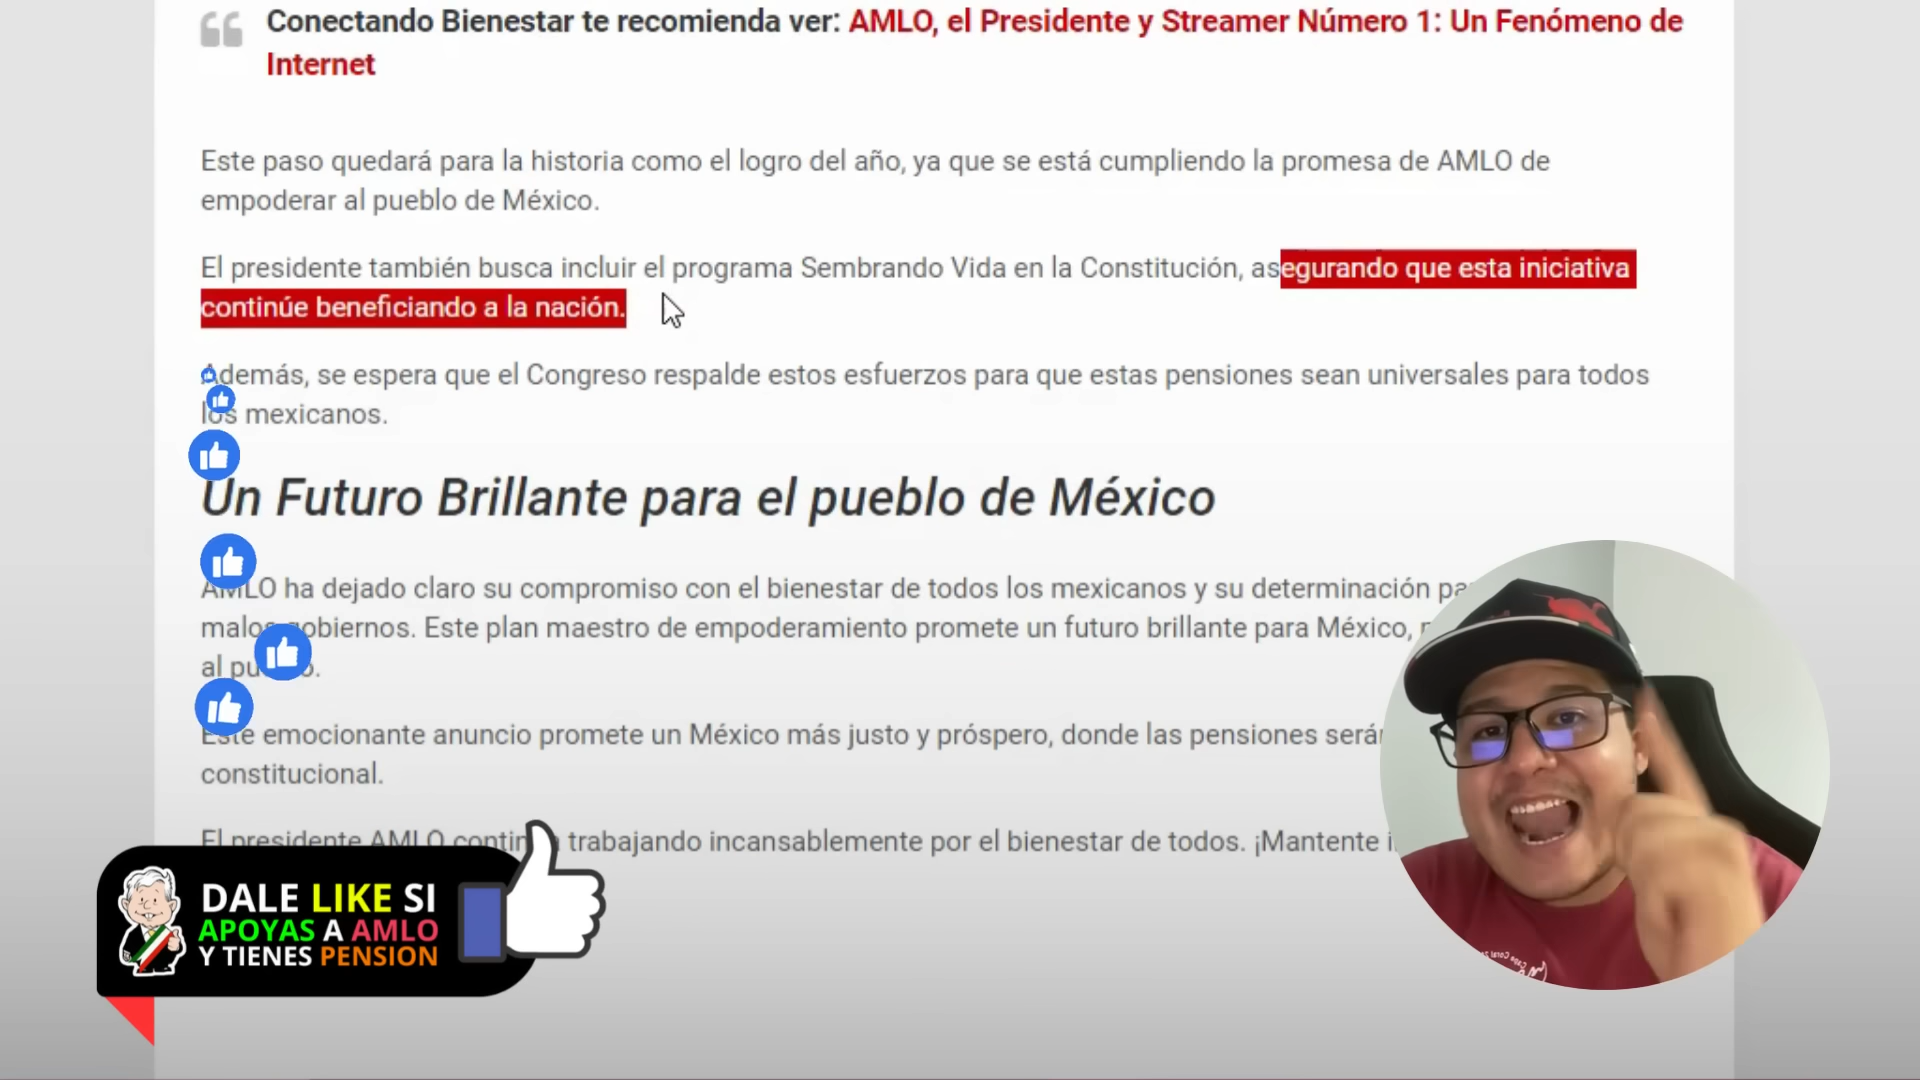 Conectando Bienestar te recomienda ver: AMLO, el Presidente y Streamer Número 1: Un Fenómeno de
Internet
Este paso quedará para la historia como el logro del año, ya que se está cumpliendo la promesa de AMLO de
empoderar al pueblo de México.
El presidente también busca incluir el programa Sembrando Vida en la Constitución, asegurando que esta iniciativa
continúe beneficiando a la nación.
Además, se espera que el Congreso respalde estos esfuerzos para que estas pensiones sean universales para todos
los mexicanos.
Un Futuro Brillante para el pueblo de México
AMLO ha dejado claro su compromiso con el bienestar de todos los mexicanos y su determinación
malos gobiernos. Este plan maestro de empoderamiento promete un futuro brillante para México,
al
Este emocionante anuncio promete un México más justo y próspero, donde las pensiones
constitucional.
El presidente AMLO trabajando incansablemente por el bienestar de todos. ¡Mantente
DALE LIKE SI
APOYAS A AMLO
Y TIENES PENSION